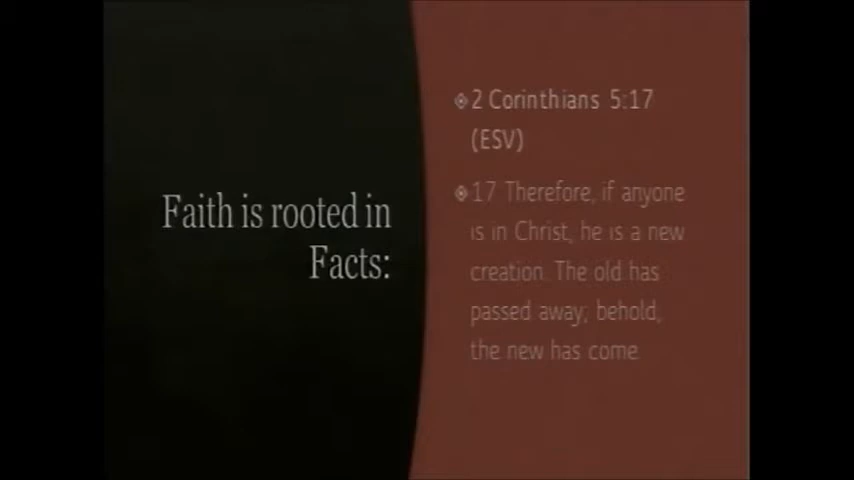 Faith is rooted in
Facts:
2 Corinthians 5:17
(ESV)
17 Therefore, if anyone
is in Christ, he is a new
creation. The old has
passed away; behold,
the new has come